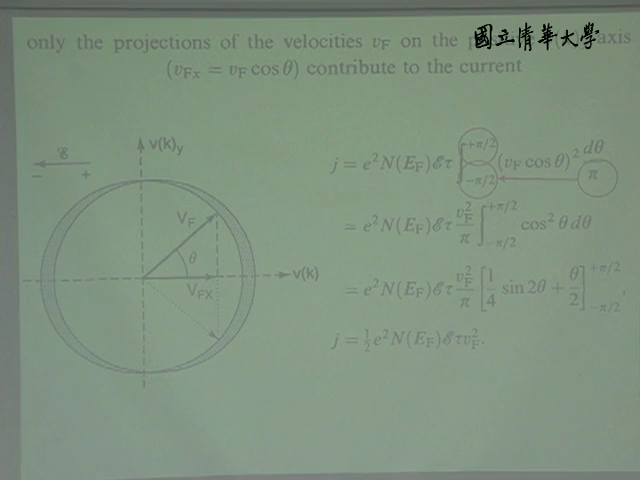 only the projections of the velocities v_F on the p axis
國立清華大學
(v_Fx = v_F cos θ) contribute to the current
ℰ
− +
v(k)_y
V_F
θ
V_FX
v(k)
j = e²N(E_F)ℰτ ∫_{−π/2}^{+π/2} (v_F cos θ)² dθ/π
= e²N(E_F)ℰτ v_F²/π ∫_{−π/2}^{+π/2} cos² θ dθ
= e²N(E_F)ℰτ v_F²/π [1/4 sin 2θ + θ/2]_{−π/2}^{+π/2},
j = ½e²N(E_F)ℰτv_F².